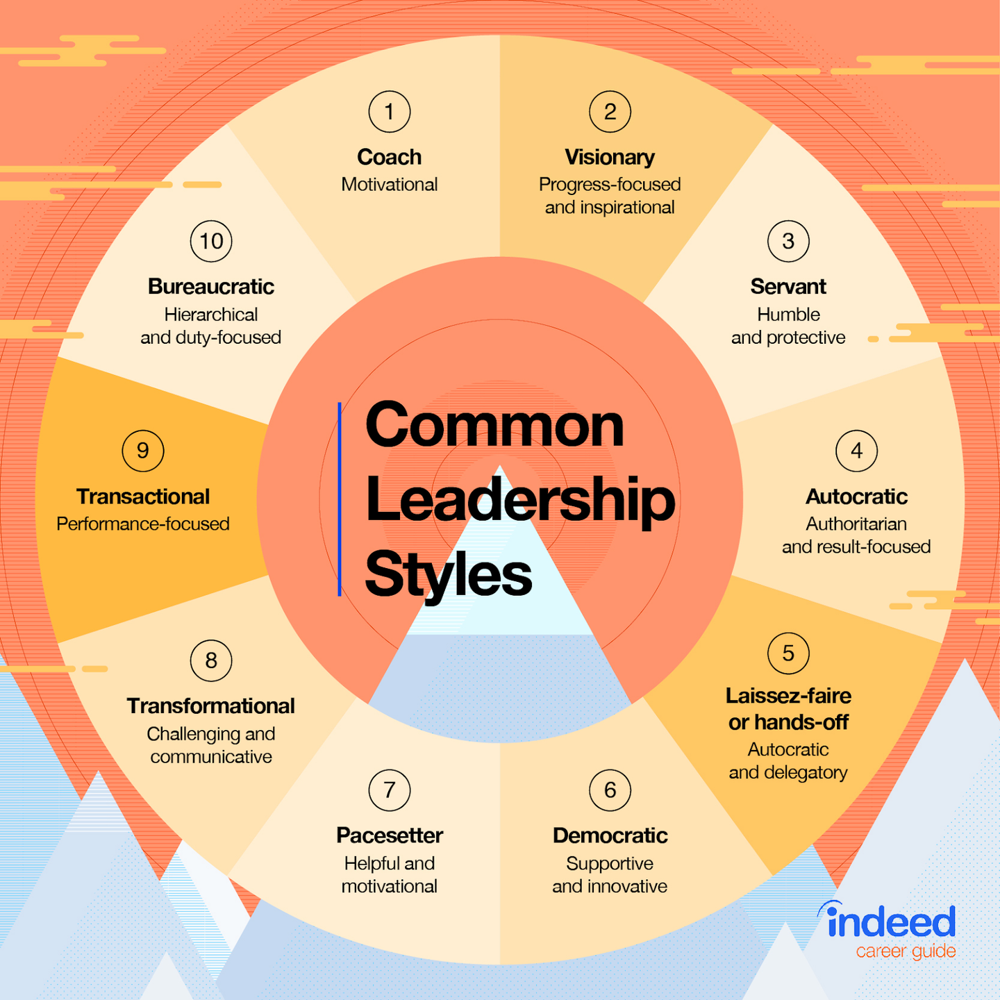 Common
Leadership
Styles
1
Coach
Motivational
2
Visionary
Progress-focused
and inspirational
3
Servant
Humble
and protective
4
Autocratic
Authoritarian
and result-focused
5
Laissez-faire
or hands-off
Autocratic
and delegatory
6
Democratic
Supportive
and innovative
7
Pacesetter
Helpful and
motivational
8
Transformational
Challenging and
communicative
9
Transactional
Performance-focused
10
Bureaucratic
Hierarchical
and duty-focused
indeed
career guide